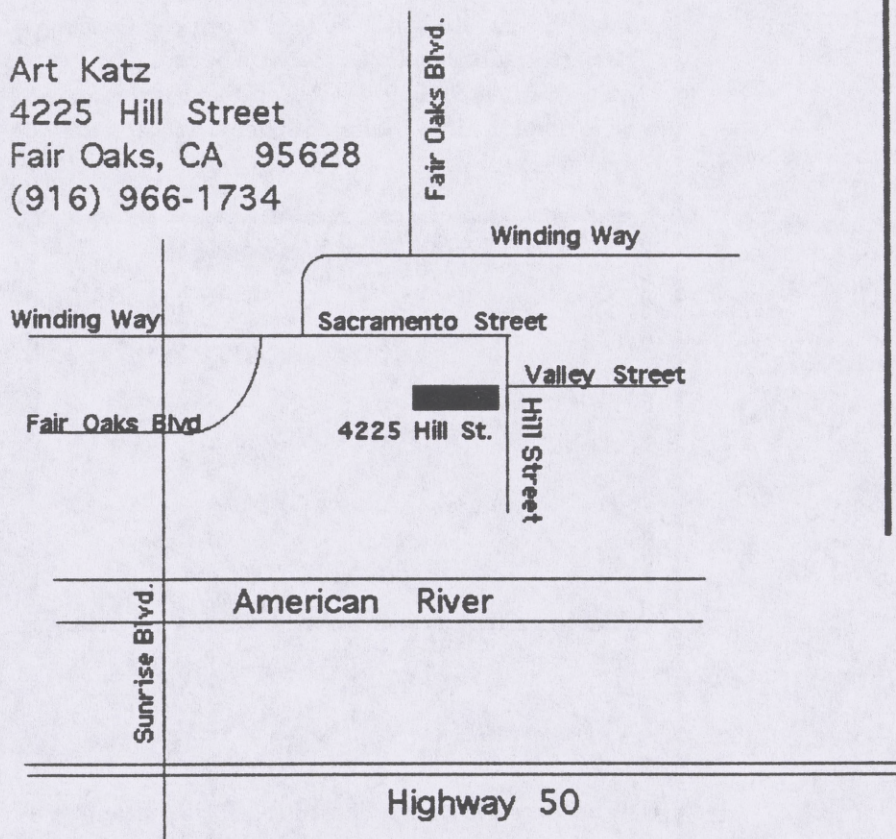 Art Katz
4225 Hill Street
Fair Oaks, CA 95628
(916) 966-1734
Fair Oaks Blvd.
Winding Way
Winding Way
Sacramento Street
Valley Street
Fair Oaks Blvd
4225 Hill St.
Hill Street
American River
Sunrise Blvd.
Highway 50